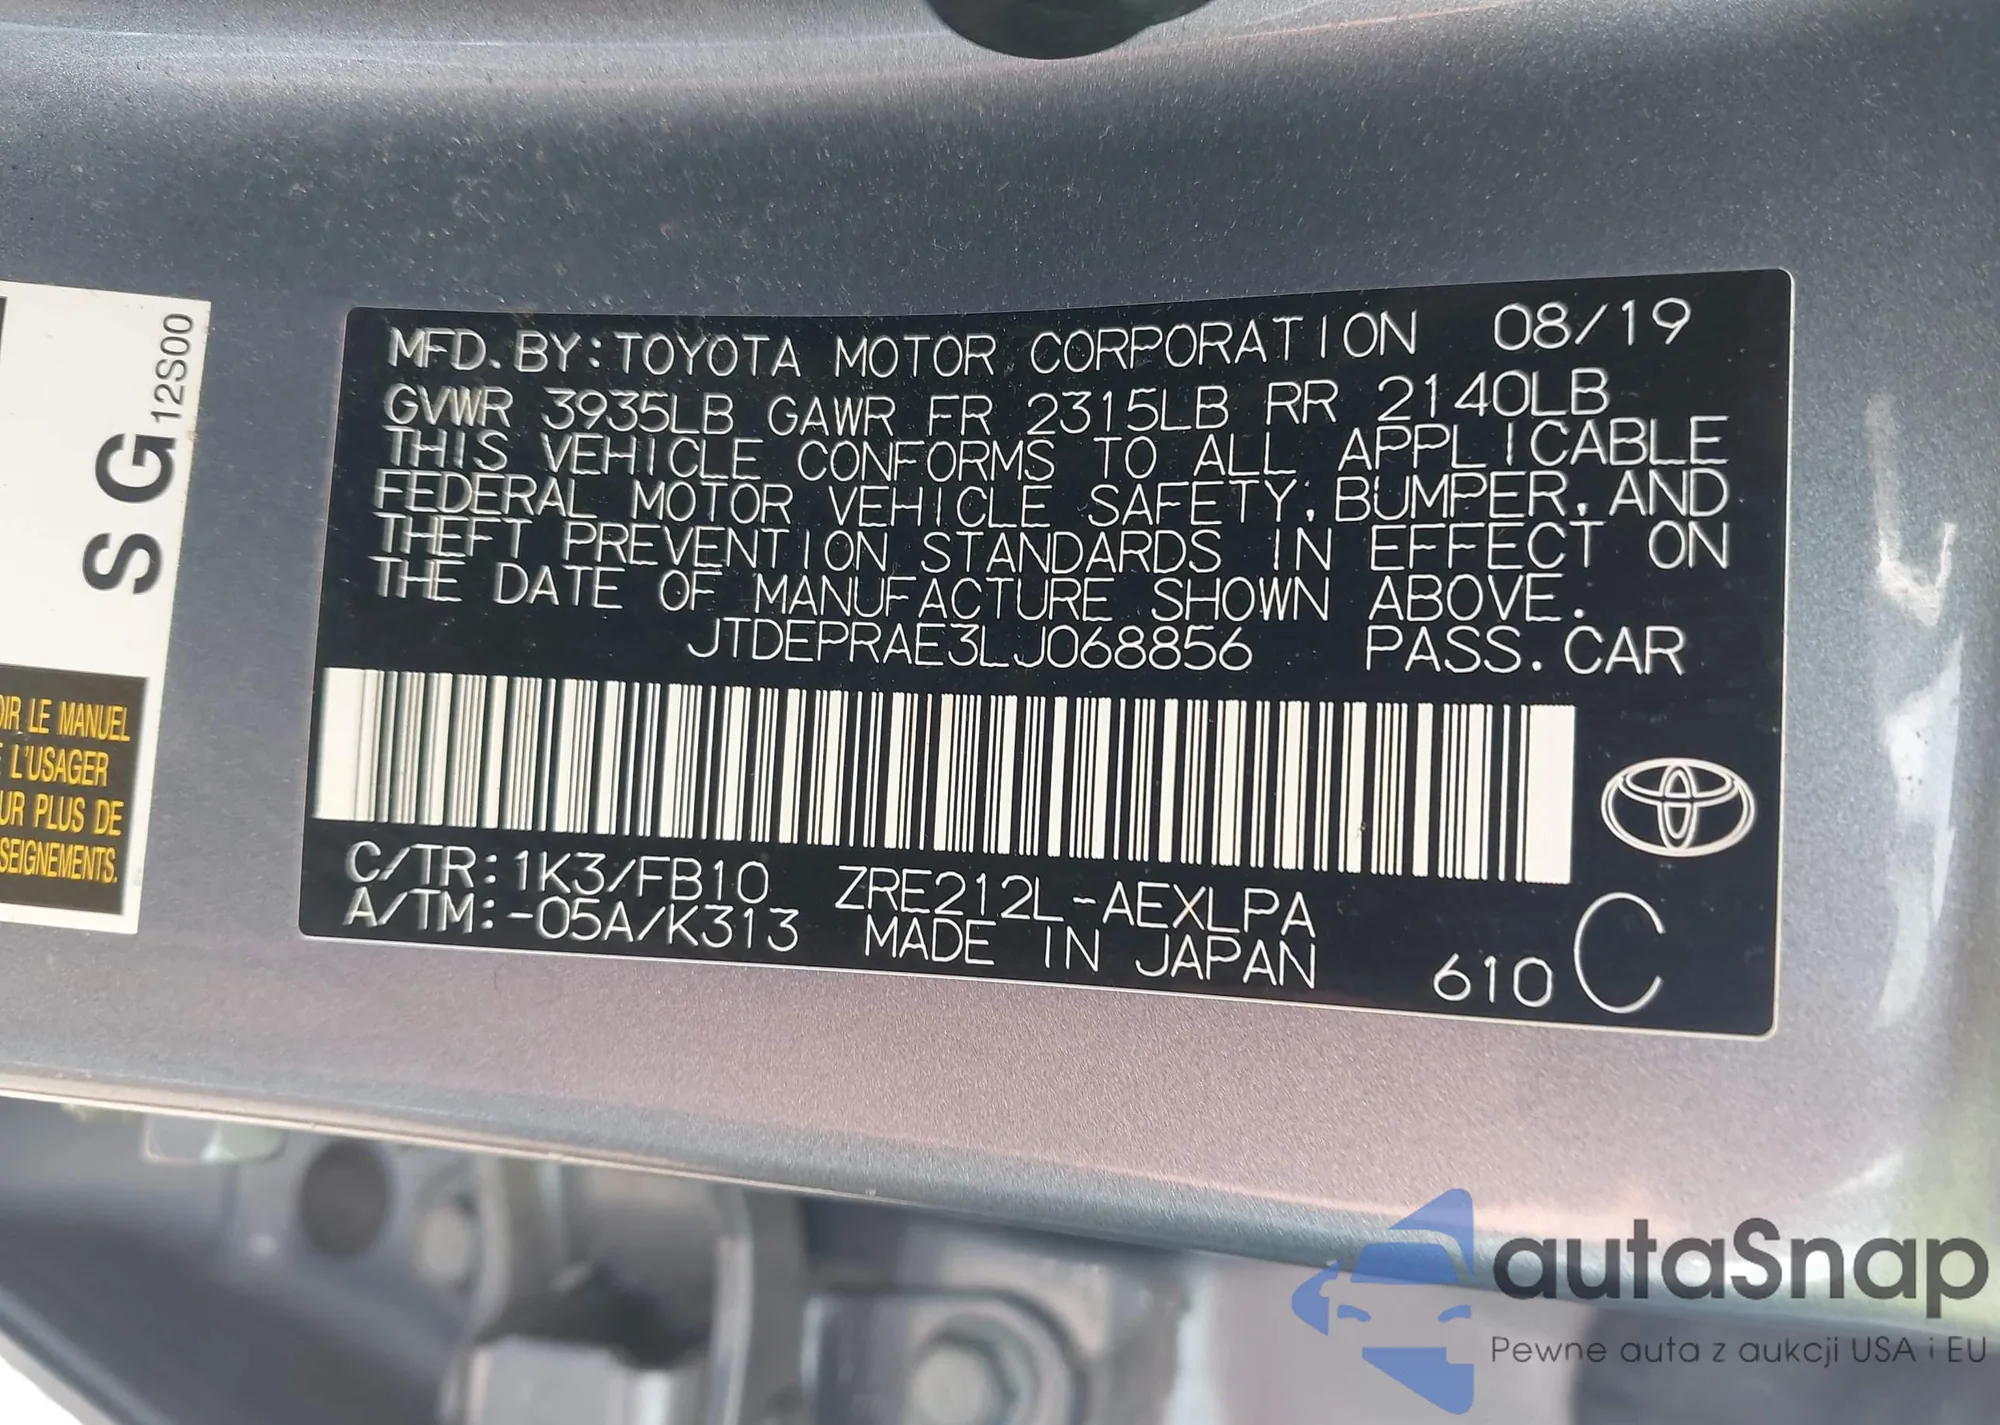 MFD. BY:TOYOTA MOTOR CORPORATION 08/19
GVWR 3935LB GAWR FR 2315LB RR 2140LB
THIS VEHICLE CONFORMS TO ALL APPLICABLE
FEDERAL MOTOR VEHICLE SAFETY, BUMPER, AND
THEFT PREVENTION STANDARDS IN EFFECT ON
THE DATE OF MANUFACTURE SHOWN ABOVE.
JTDEPRAE3LJ068856 PASS. CAR
C/TR: 1K3/FB10 ZRE212L-AEXLPA
A/TM: -05A/K313 MADE IN JAPAN 610 C
SG 12S00
OIR LE MANUEL
L'USAGER
UR PLUS DE
SEIGNEMENTS.
autaSnap
Pewne auta z aukcji USA i EU